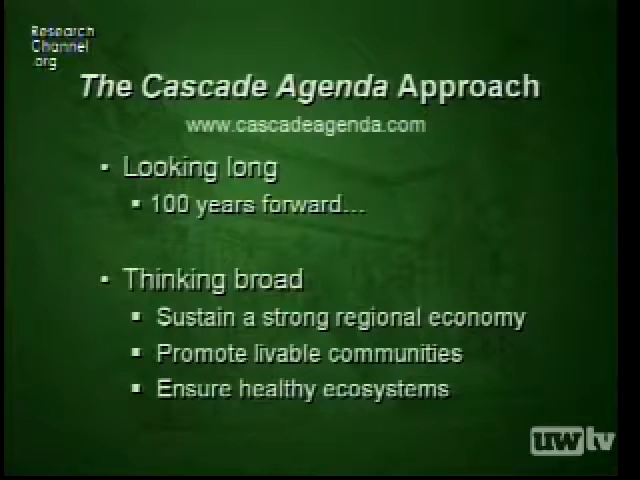 Research
Channel
.org
The Cascade Agenda Approach
www.cascadeagenda.com
▪ Looking long
▪ 100 years forward...
▪ Thinking broad
▪ Sustain a strong regional economy
▪ Promote livable communities
▪ Ensure healthy ecosystems
uwtv